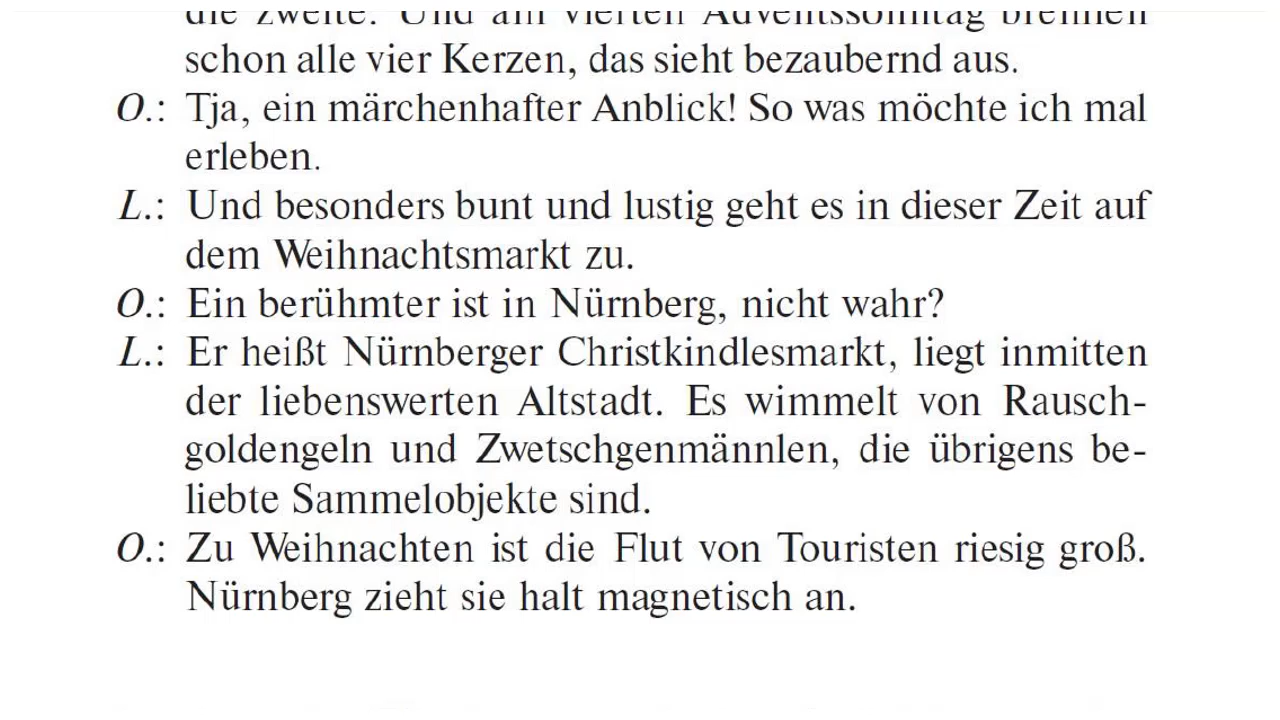 die zweite. Und am vierten Adventssonntag brennen
schon alle vier Kerzen, das sieht bezaubernd aus.
O.: Tja, ein märchenhafter Anblick! So was möchte ich mal
erleben.
L.: Und besonders bunt und lustig geht es in dieser Zeit auf
dem Weihnachtsmarkt zu.
O.: Ein berühmter ist in Nürnberg, nicht wahr?
L.: Er heißt Nürnberger Christkindlesmarkt, liegt inmitten
der liebenswerten Altstadt. Es wimmelt von Rausch-
goldengeln und Zwetschgenmännlen, die übrigens be-
liebte Sammelobjekte sind.
O.: Zu Weihnachten ist die Flut von Touristen riesig groß.
Nürnberg zieht sie halt magnetisch an.